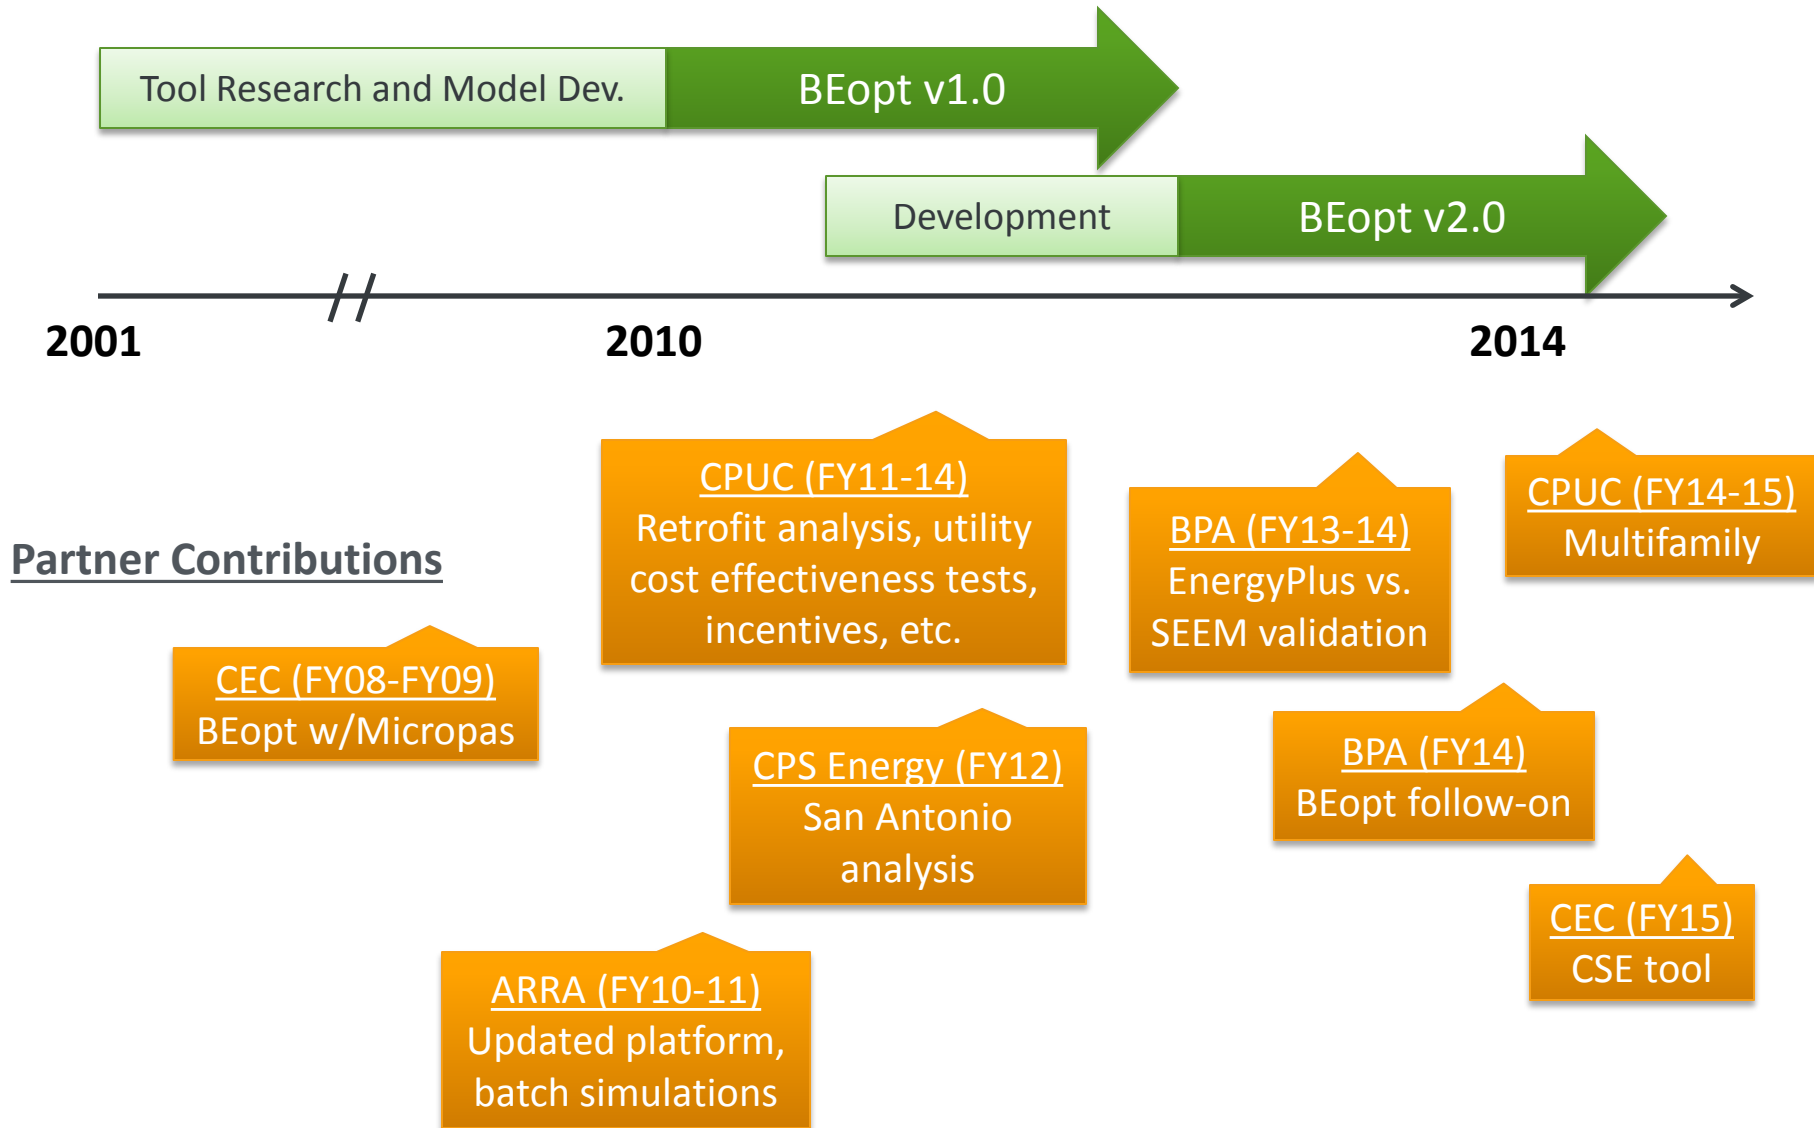 Tool Research and Model Dev.
BEopt v1.0
Development
BEopt v2.0
2001
2010
2014
Partner Contributions
CEC (FY08-FY09)
BEopt w/Micropas
ARRA (FY10-11)
Updated platform,
batch simulations
CPUC (FY11-14)
Retrofit analysis, utility
cost effectiveness tests,
incentives, etc.
CPS Energy (FY12)
San Antonio
analysis
BPA (FY13-14)
EnergyPlus vs.
SEEM validation
BPA (FY14)
BEopt follow-on
CPUC (FY14-15)
Multifamily
CEC (FY15)
CSE tool